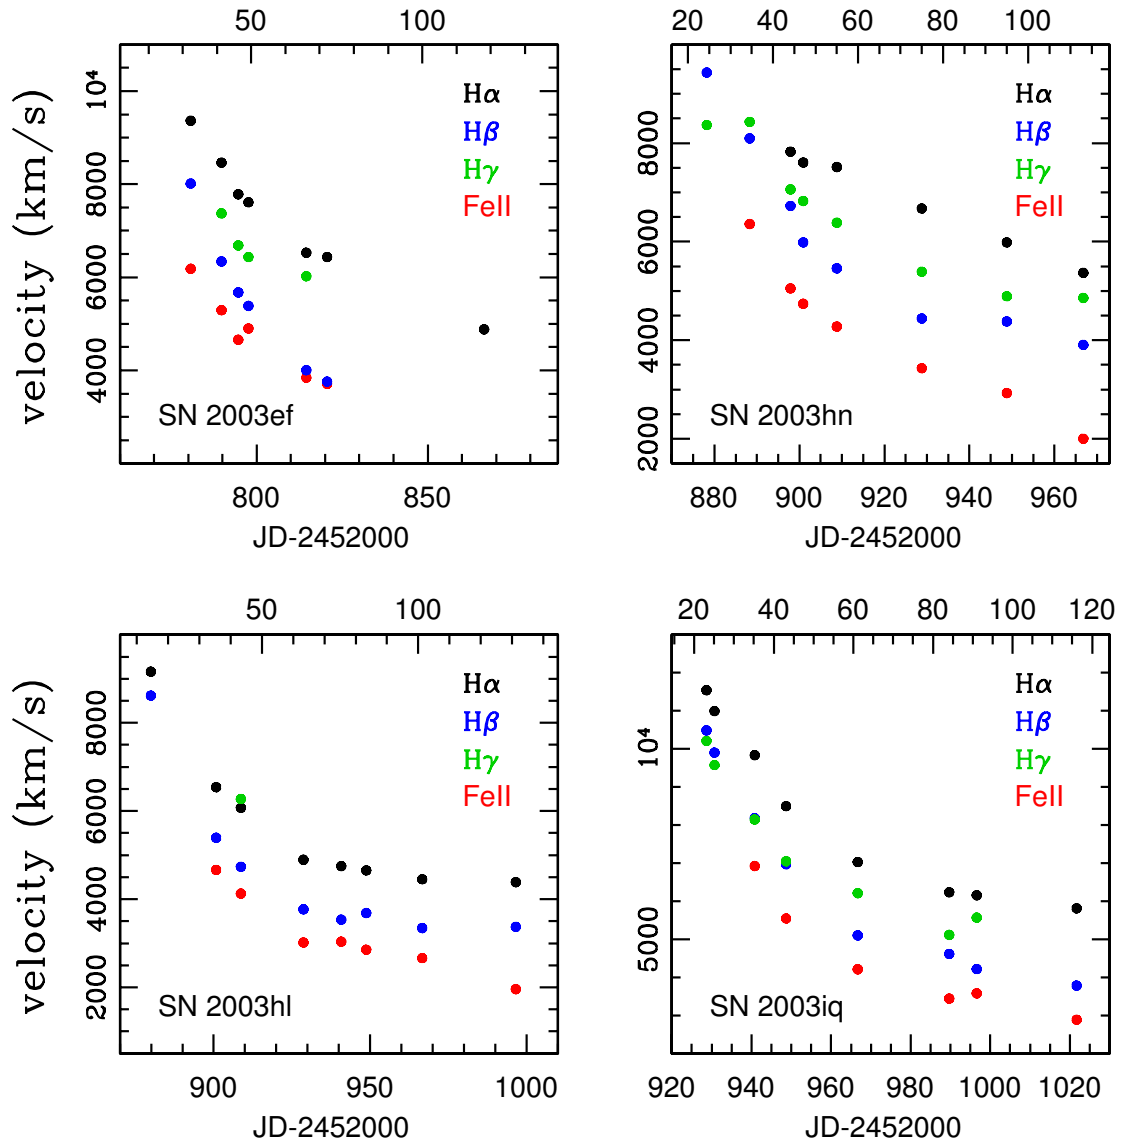 50 100
20 40 60 80 100
velocity (km/s)
10⁴
8000
6000
4000
Hα
Hβ
Hγ
FeII
SN 2003ef
800 850
JD-2452000
8000
6000
4000
2000
Hα
Hβ
Hγ
FeII
SN 2003hn
880 900 920 940 960
JD-2452000
50 100
20 40 60 80 100 120
velocity (km/s)
8000
6000
4000
2000
Hα
Hβ
Hγ
FeII
SN 2003hl
900 950 1000
JD-2452000
10⁴
5000
Hα
Hβ
Hγ
FeII
SN 2003iq
920 940 960 980 1000 1020
JD-2452000